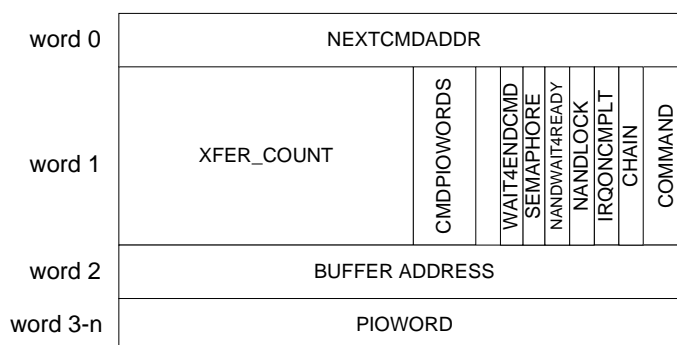 word 0
NEXTCMDADDR
word 1
XFER_COUNT
CMDPIOWORDS
WAIT4ENDCMD
SEMAPHORE
NANDWAIT4READY
NANDLOCK
IRQONCMPLT
CHAIN
COMMAND
word 2
BUFFER ADDRESS
word 3-n
PIOWORD